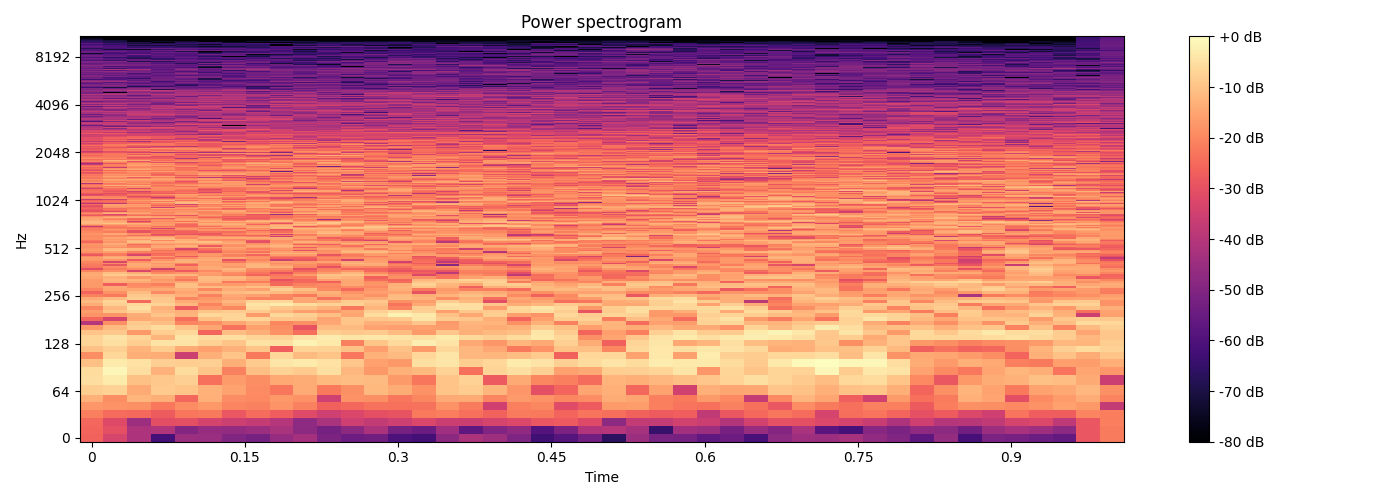 Power spectrogram
Hz
8192
4096
2048
1024
512
256
128
64
0
0 0.15 0.3 0.45 0.6 0.75 0.9
Time
+0 dB
-10 dB
-20 dB
-30 dB
-40 dB
-50 dB
-60 dB
-70 dB
-80 dB